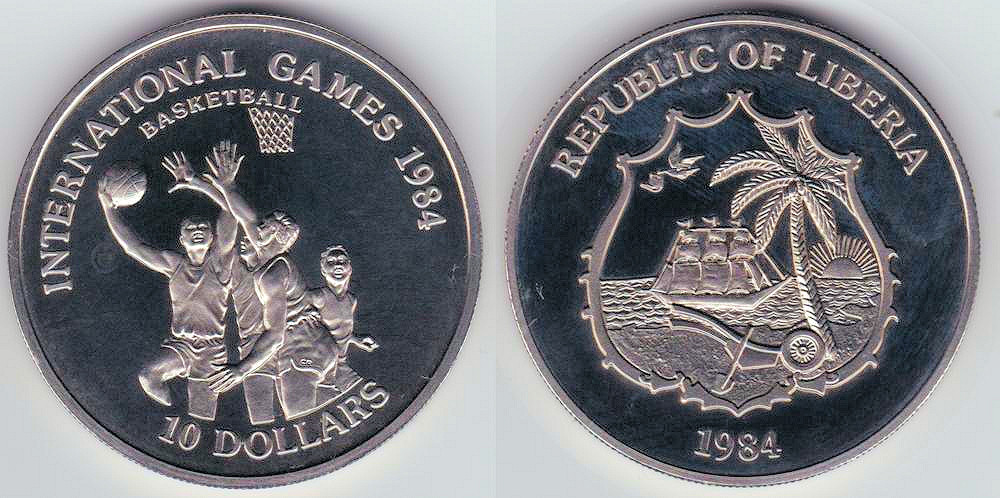 INTERNATIONAL GAMES 1984
BASKETBALL
10 DOLLARS
REPUBLIC OF LIBERIA
1984